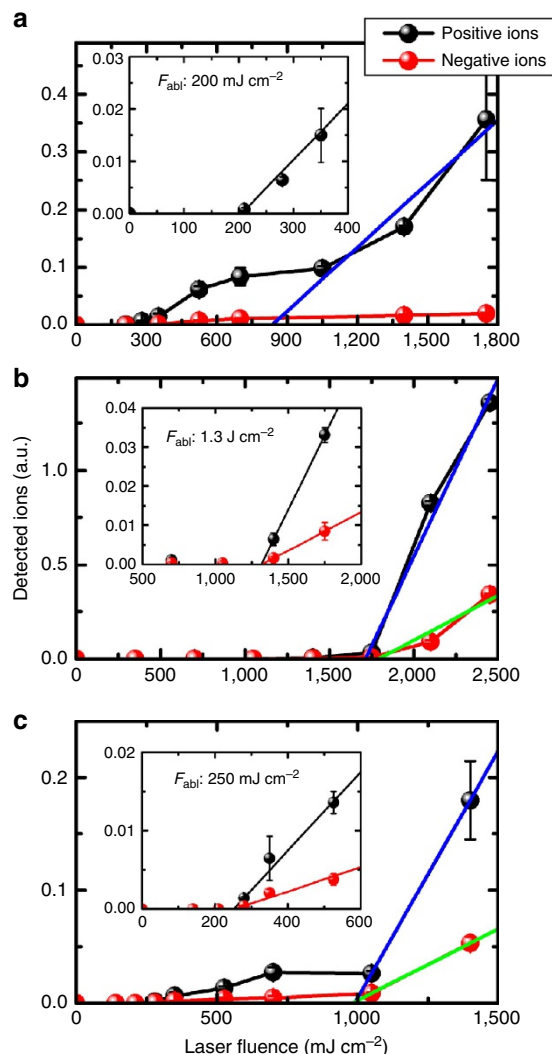 a
Positive ions
Negative ions
F_abl: 200 mJ cm⁻²
0.03
0.02
0.01
0.00
0 100 200 300 400
0.4
0.3
0.2
0.1
0.0
0 300 600 900 1,200 1,500 1,800
b
Detected ions (a.u.)
F_abl: 1.3 J cm⁻²
0.04
0.03
0.02
0.01
0.00
500 1,000 1,500 2,000
1.0
0.5
0.0
0 500 1,000 1,500 2,000 2,500
c
F_abl: 250 mJ cm⁻²
0.02
0.01
0.00
0 200 400 600
0.2
0.1
0.0
0 500 1,000 1,500
Laser fluence (mJ cm⁻²)